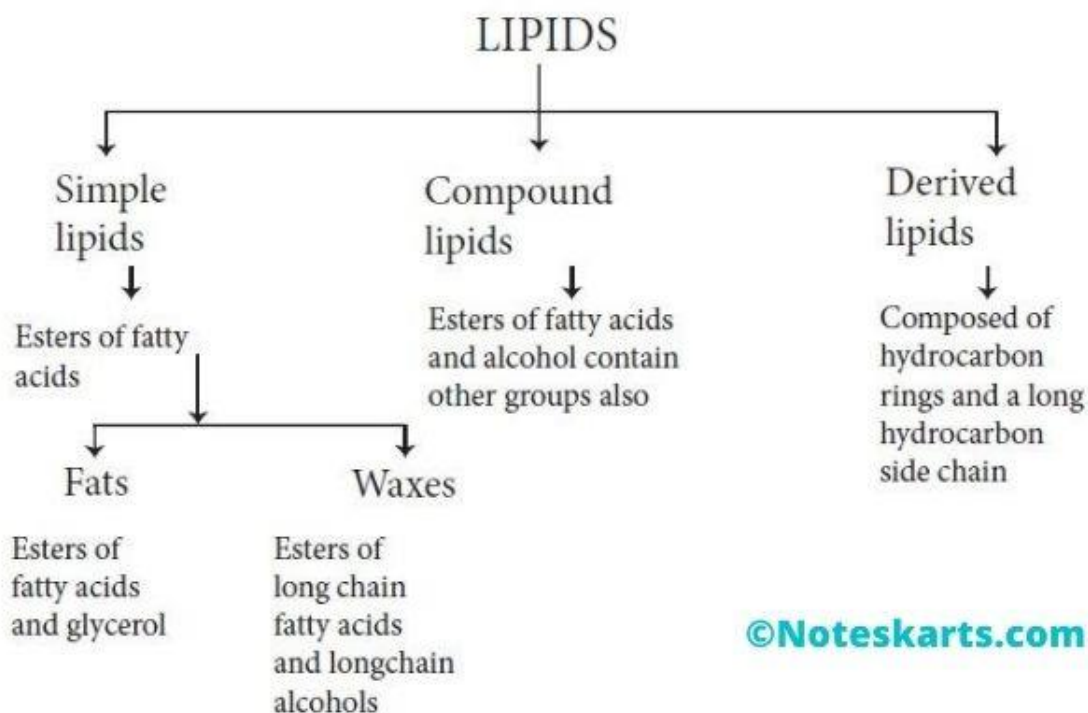 LIPIDS
Simple
lipids
Esters of fatty
acids
Fats
Esters of
fatty acids
and glycerol
Waxes
Esters of
long chain
fatty acids
and longchain
alcohols
Compound
lipids
Esters of fatty acids
and alcohol contain
other groups also
Derived
lipids
Composed of
hydrocarbon
rings and a long
hydrocarbon
side chain
©Noteskarts.com